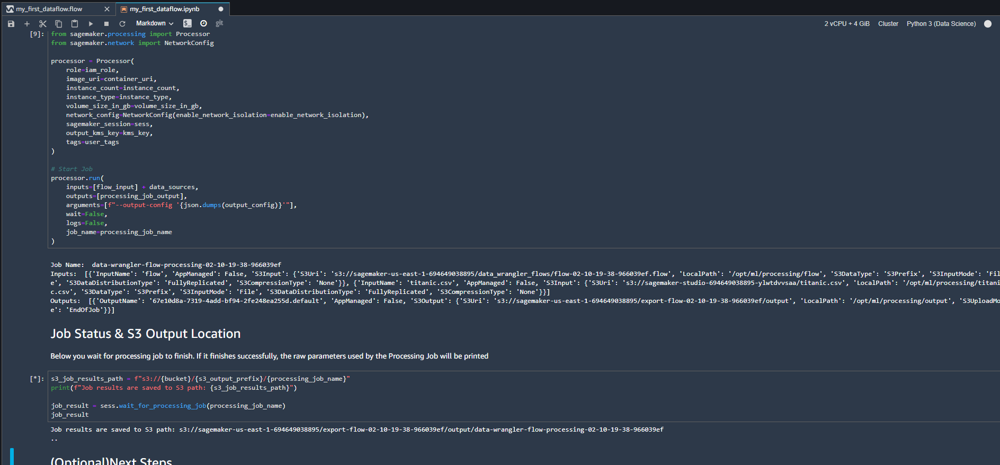 my_first_dataflow.flow
my_first_dataflow.ipynb
Markdown
git
2 vCPU + 4 GiB
Cluster
Python 3 (Data Science)
[9]:
from sagemaker.processing import Processor
from sagemaker.network import NetworkConfig
processor = Processor(
role=iam_role,
image_uri=container_uri,
instance_count=instance_count,
instance_type=instance_type,
volume_size_in_gb=volume_size_in_gb,
network_config=NetworkConfig(enable_network_isolation=enable_network_isolation),
sagemaker_session=sess,
output_kms_key=kms_key,
tags=user_tags
)
# Start Job
processor.run(
inputs=[flow_input] + data_sources,
outputs=[processing_job_output],
arguments=[f"--output-config '{json.dumps(output_config)}'"],
wait=False,
logs=False,
job_name=processing_job_name
)
Job Name:  data-wrangler-flow-processing-02-10-19-38-966039ef
Inputs:  [{'InputName': 'flow', 'AppManaged': False, 'S3Input': {'S3Uri': 's3://sagemaker-us-east-1-694649038895/data_wrangler_flows/flow-02-10-19-38-966039ef.flow', 'LocalPath': '/opt/ml/processing/flow', 'S3DataType': 'S3Prefix', 'S3InputMode': 'Fil
e', 'S3DataDistributionType': 'FullyReplicated', 'S3CompressionType': 'None'}}, {'InputName': 'titanic.csv', 'AppManaged': False, 'S3Input': {'S3Uri': 's3://sagemaker-studio-694649038895-ylwtdvvsaa/titanic.csv', 'LocalPath': '/opt/ml/processing/titani
c.csv', 'S3DataType': 'S3Prefix', 'S3InputMode': 'File', 'S3DataDistributionType': 'FullyReplicated', 'S3CompressionType': 'None'}}]
Outputs:  [{'OutputName': '67e10d8a-7319-4add-bf94-2fe248ea255d.default', 'AppManaged': False, 'S3Output': {'S3Uri': 's3://sagemaker-us-east-1-694649038895/export-flow-02-10-19-38-966039ef/output', 'LocalPath': '/opt/ml/processing/output', 'S3UploadMo
e': 'EndOfJob'}}]
Job Status & S3 Output Location
Below you wait for processing job to finish. If it finishes successfully, the raw parameters used by the Processing Job will be printed
[*]:
s3_job_results_path = f"s3://{bucket}/{s3_output_prefix}/{processing_job_name}"
print(f"Job results are saved to S3 path: {s3_job_results_path}")
job_result = sess.wait_for_processing_job(processing_job_name)
job_result
Job results are saved to S3 path: s3://sagemaker-us-east-1-694649038895/export-flow-02-10-19-38-966039ef/output/data-wrangler-flow-processing-02-10-19-38-966039ef
..
(Optional)Next Steps